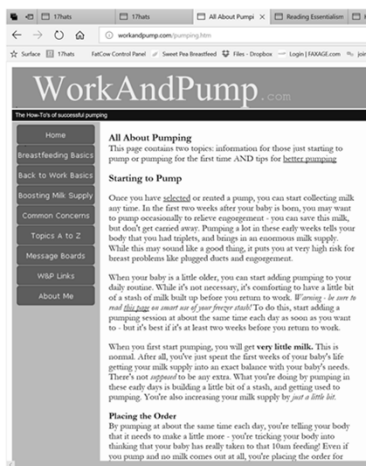 17hats
17hats
All About Pumpi
Reading Essentialism
workandpump.com/pumping.htm
Surface
17hats
FatCow Control Panel
Sweet Pea Breastfeed
Files - Dropbox
Login | FAXAGE.com
join
WorkAndPump.com
The How-To's of successful pumping
Home
Breastfeeding Basics
Back to Work Basics
Boosting Milk Supply
Common Concerns
Topics A to Z
Message Boards
W&P Links
About Me
All About Pumping
This page contains two topics: information for those just starting to
pump or pumping for the first time AND tips for better pumping
Starting to Pump
Once you have selected or rented a pump, you can start collecting milk
any time. In the first two weeks after your baby is born, you may want
to pump occasionally to relieve engorgement - you can save this milk,
but don't get carried away. Pumping a lot in these early weeks tells your
body that you had triplets, and brings in an enormous milk supply.
While this may sound like a good thing, it puts you at very high risk for
breast problems like plugged ducts and engorgement.
When your baby is a little older, you can start adding pumping to your
daily routine. While it's not necessary, it's comforting to have a little bit
of a stash of milk built up before you return to work. Warning - be sure to
read this page on smart use of your freezer stash! To do this, start adding a
pumping session at about the same time each day as soon as you want
to - but it's best if it's at least two weeks before you return to work.
When you first start pumping, you will get very little milk. This is
normal. After all, you've just spent the first weeks of your baby's life
getting your milk supply into an exact balance with your baby's needs.
There's not supposed to be any extra. What you're doing by pumping in
these early days is building a little bit of a stash, and getting used to
pumping. You're also increasing your milk supply by just a little bit.
Placing the Order
By pumping at about the same time each day, you're telling your body
that it needs to make a little more - you're tricking your body into
thinking that your baby has really taken to that 10am feeding! Even if
you pump and no milk comes out at all, you're placing the order for